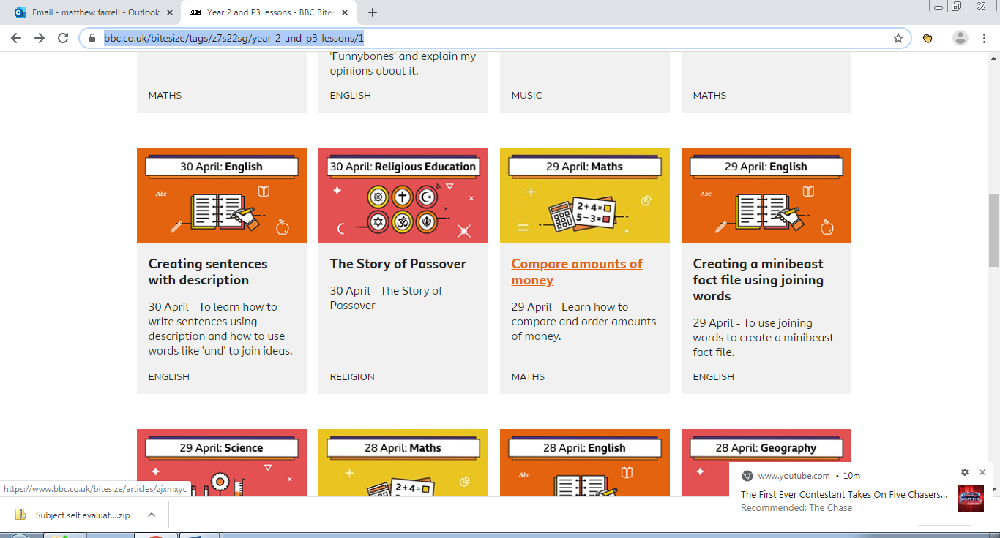 Email - matthew farrell - Outlook
BBC
Year 2 and P3 lessons - BBC Bites
bbc.co.uk/bitesize/tags/z7s22sg/year-2-and-p3-lessons/1
'Funnybones' and explain my
opinions about it.
MATHS
ENGLISH
MUSIC
MATHS
30 April: English
Abc
Creating sentences
with description
30 April - To learn how to
write sentences using
description and how to use
words like 'and' to join ideas.
ENGLISH
30 April: Religious Education
The Story of Passover
30 April - The Story of
Passover
RELIGION
29 April: Maths
2+4=
5-3=
Compare amounts of
money
29 April - Learn how to
compare and order amounts
of money.
MATHS
29 April: English
Abc
Creating a minibeast
fact file using joining
words
29 April - To use joining
words to create a minibeast
fact file.
ENGLISH
29 April: Science
28 April: Maths
2+4=
28 April: English
Abc
28 April: Geography
https://www.bbc.co.uk/bitesize/articles/zjxmxyc
www.youtube.com • 10m
The First Ever Contestant Takes On Five Chasers...
Recommended: The Chase
BEAT THE
Subject self evaluat....zip